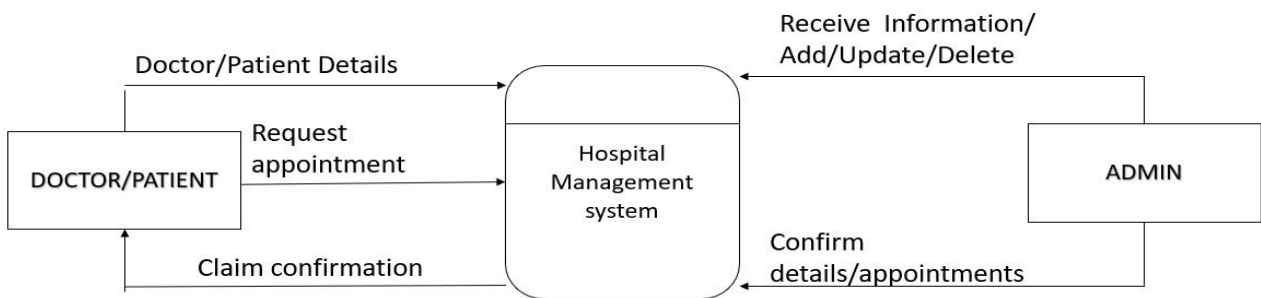 Doctor/Patient Details
Request
appointment
DOCTOR/PATIENT
Claim confirmation
Hospital
Management
system
Receive Information/
Add/Update/Delete
ADMIN
Confirm
details/appointments